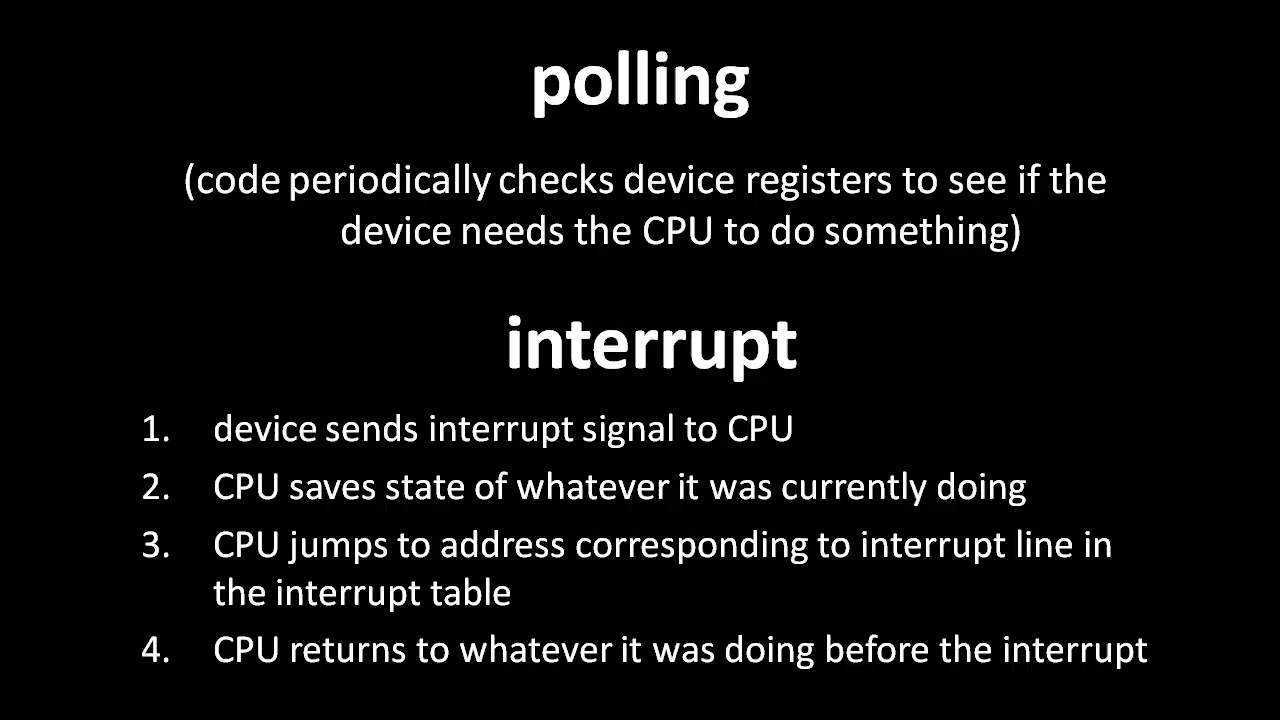 polling
(code periodically checks device registers to see if the
device needs the CPU to do something)
interrupt
1. device sends interrupt signal to CPU
2. CPU saves state of whatever it was currently doing
3. CPU jumps to address corresponding to interrupt line in
the interrupt table
4. CPU returns to whatever it was doing before the interrupt